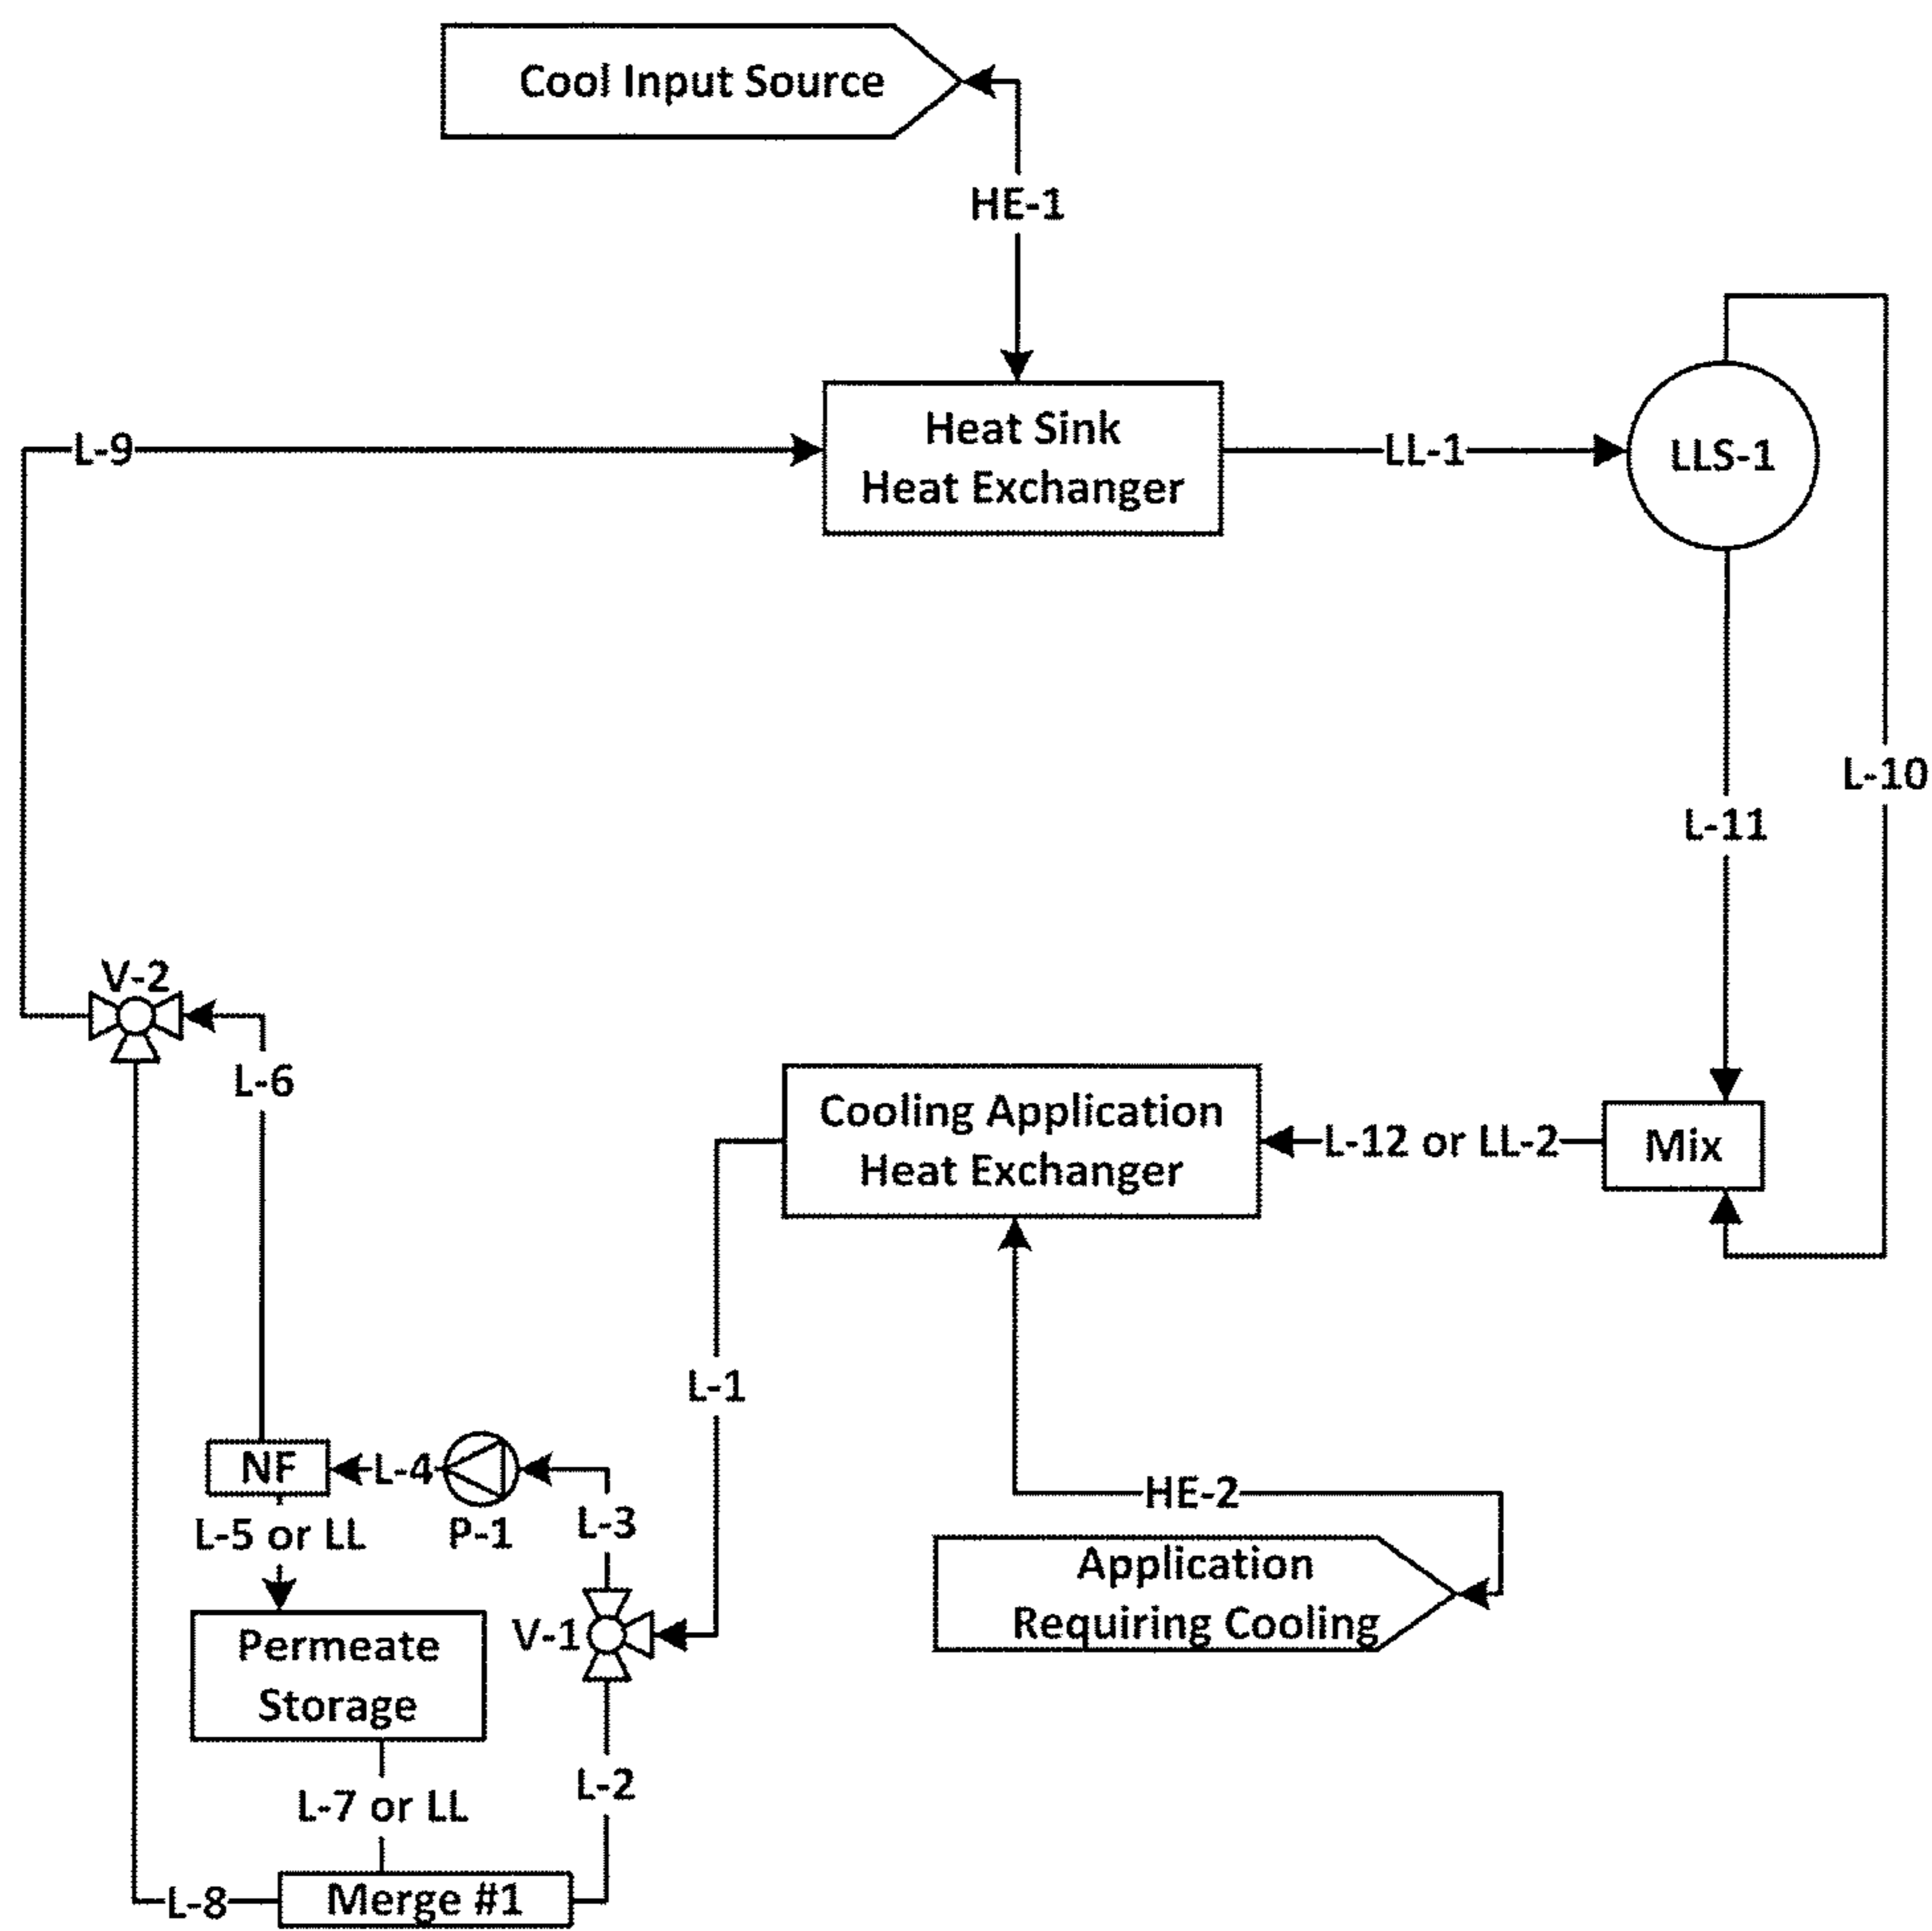 Cool Input Source
HE-1
L-9
Heat Sink
Heat Exchanger
LL-1
LLS-1
L-10
L-11
V-2
L-6
Cooling Application
Heat Exchanger
L-12 or LL-2
Mix
L-1
NF
L-4
P-1
L-3
L-5 or LL
HE-2
Application
Requiring Cooling
V-1
Permeate
Storage
L-2
L-7 or LL
L-8
Merge #1